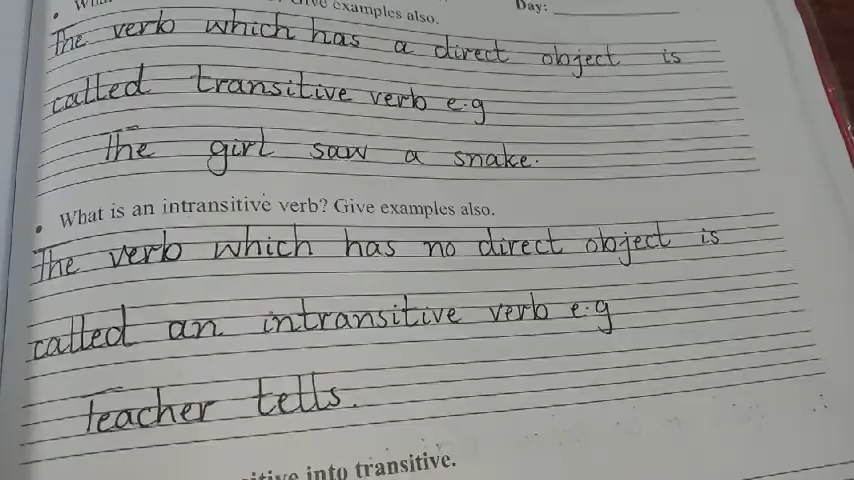 Give examples also.
Day:
The verb which has a direct object is
called transitive verb e.g
The girl saw a snake.
• What is an intransitive verb? Give examples also.
The verb which has no direct object is
called an intransitive verb e.g
teacher tells.
into transitive.